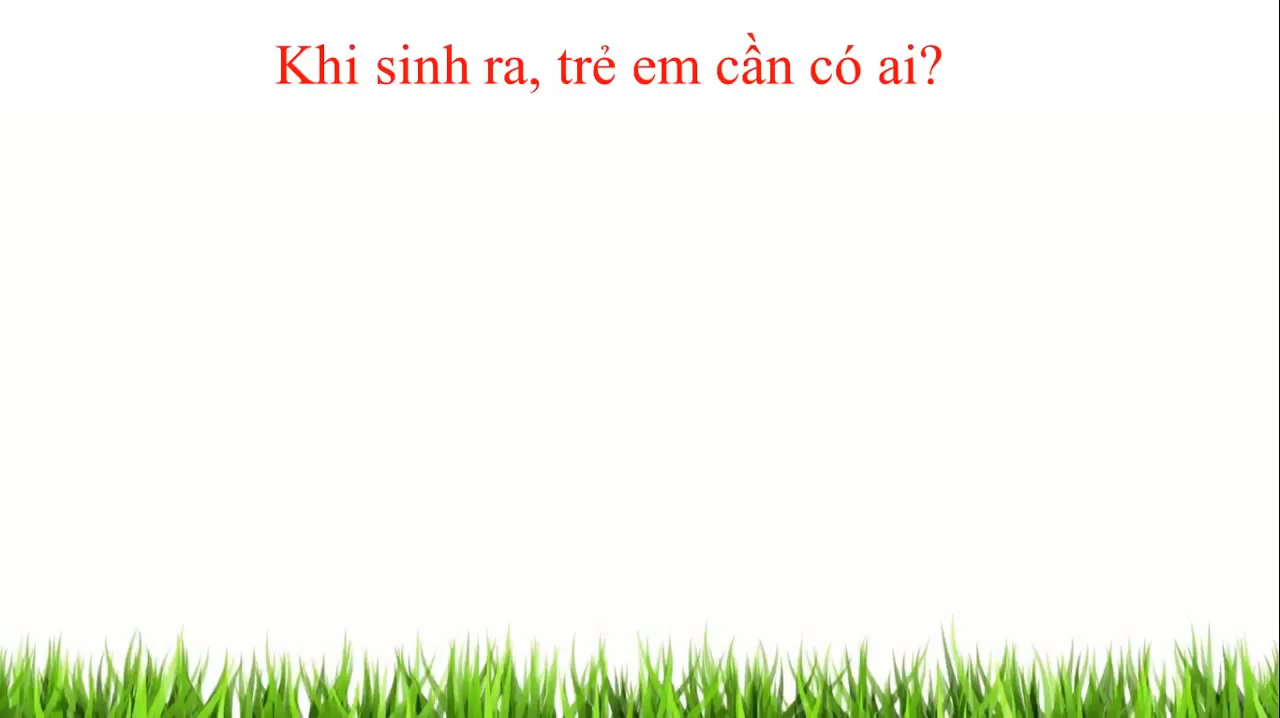 Khi sinh ra, trẻ em cần có ai?